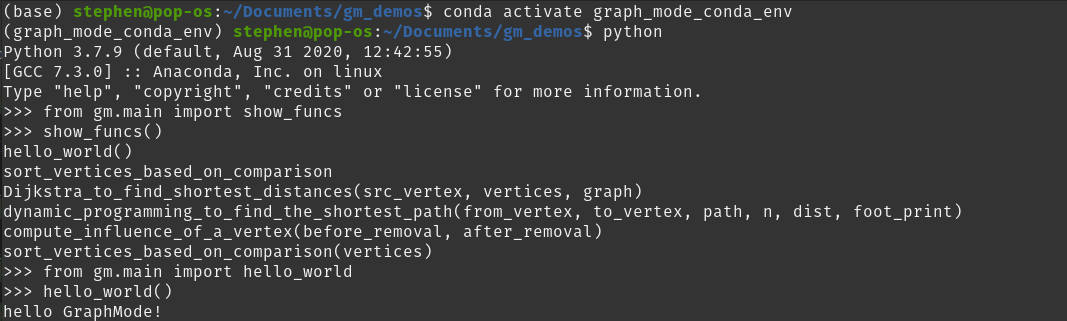 (base) stephen@pop-os:~/Documents/gm_demos$ conda activate graph_mode_conda_env
(graph_mode_conda_env) stephen@pop-os:~/Documents/gm_demos$ python
Python 3.7.9 (default, Aug 31 2020, 12:42:55)
[GCC 7.3.0] :: Anaconda, Inc. on linux
Type "help", "copyright", "credits" or "license" for more information.
>>> from gm.main import show_funcs
>>> show_funcs()
hello_world()
sort_vertices_based_on_comparison
Dijkstra_to_find_shortest_distances(src_vertex, vertices, graph)
dynamic_programming_to_find_the_shortest_path(from_vertex, to_vertex, path, n, dist, foot_print)
compute_influence_of_a_vertex(before_removal, after_removal)
sort_vertices_based_on_comparison(vertices)
>>> from gm.main import hello_world
>>> hello_world()
hello GraphMode!